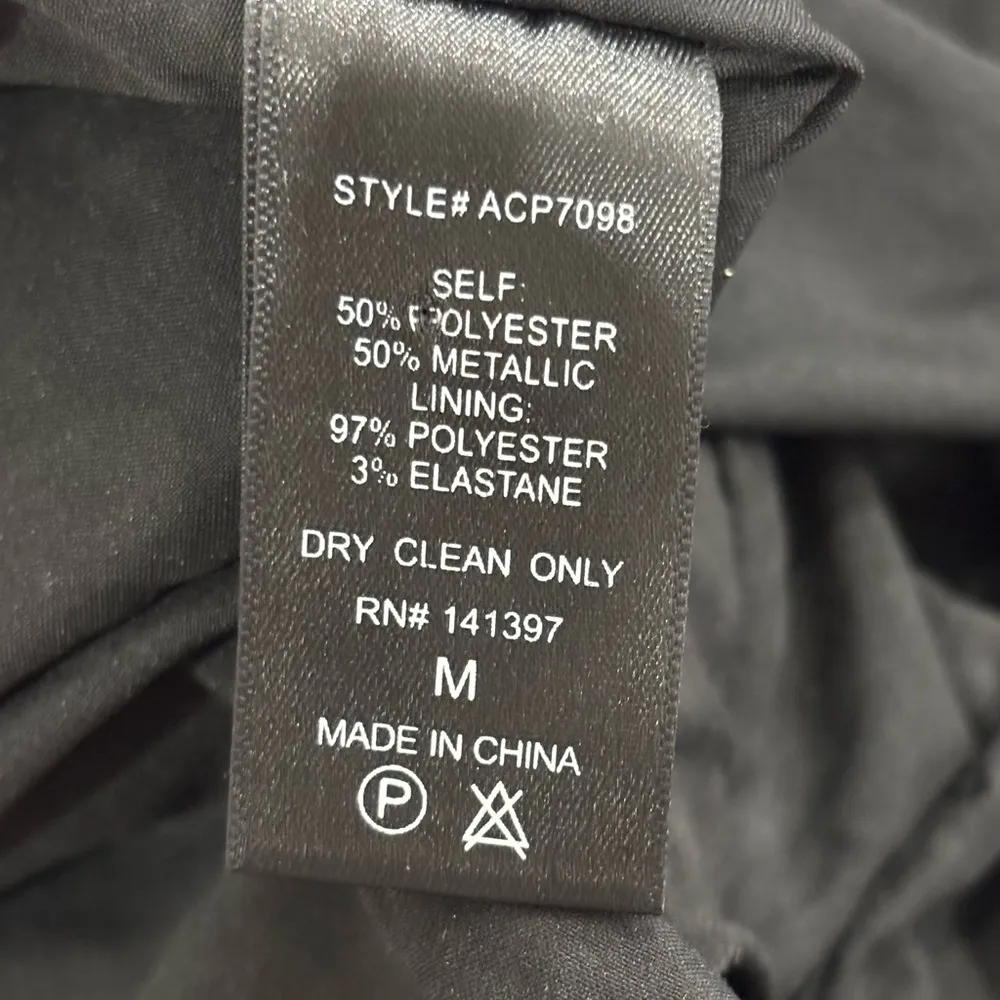 STYLE# ACP7098
SELF:
50% POLYESTER
50% METALLIC
LINING:
97% POLYESTER
3% ELASTANE
DRY CLEAN ONLY
RN# 141397
M
MADE IN CHINA
P